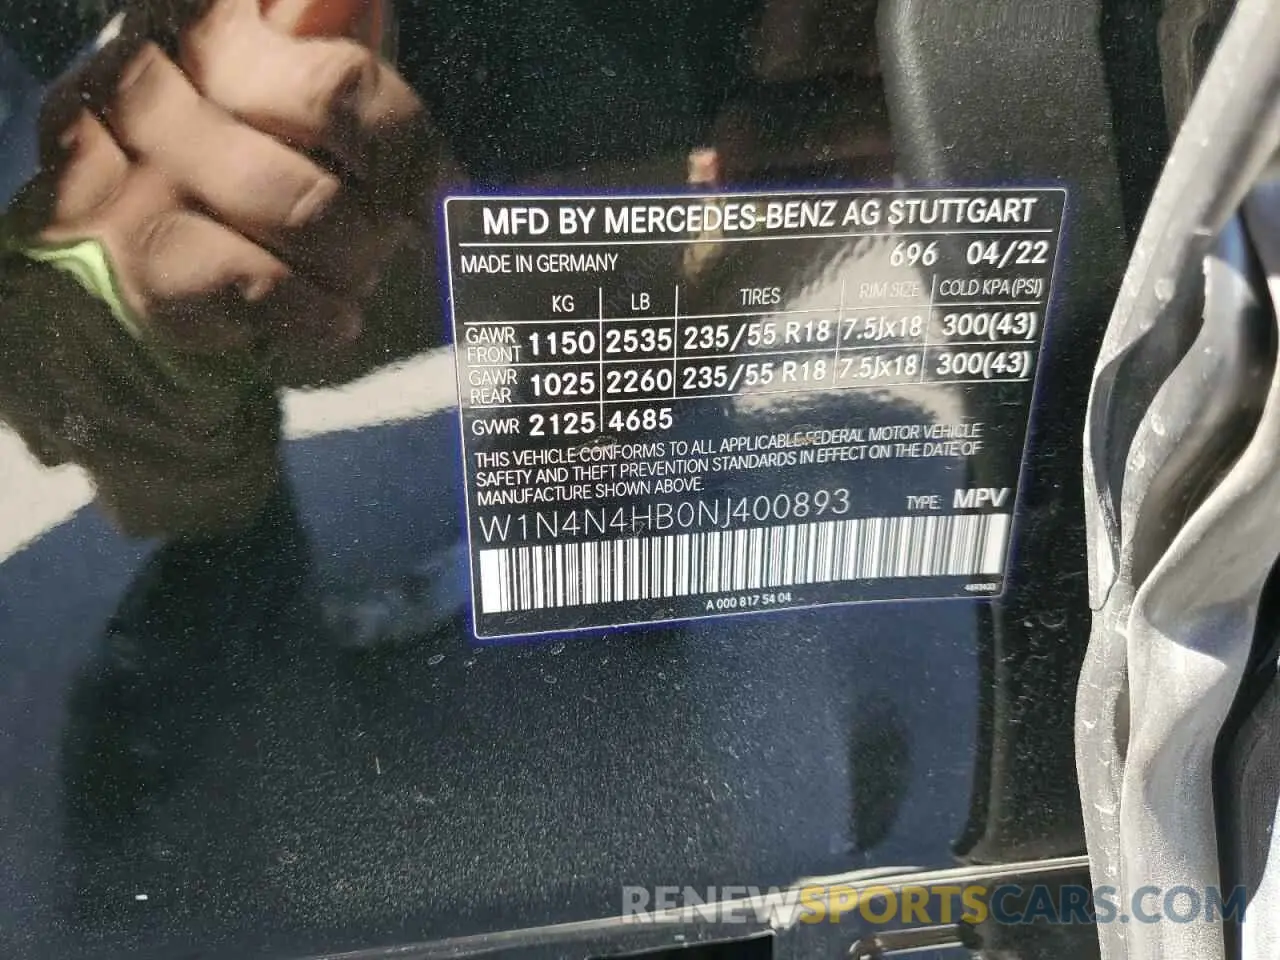 MFD BY MERCEDES-BENZ AG STUTTGART
MADE IN GERMANY 696 04/22
KG LB TIRES RIM SIZE COLD KPA (PSI)
GAWR FRONT 1150 2535 235/55 R18 7.5Jx18 300(43)
GAWR REAR 1025 2260 235/55 R18 7.5Jx18 300(43)
GVWR 2125 4685
THIS VEHICLE CONFORMS TO ALL APPLICABLE FEDERAL MOTOR VEHICLE
SAFETY AND THEFT PREVENTION STANDARDS IN EFFECT ON THE DATE OF
MANUFACTURE SHOWN ABOVE.
W1N4N4HB0NJ400893 TYPE: MPV
A 000 817 54 04
RENEWSPORTSCARS.COM